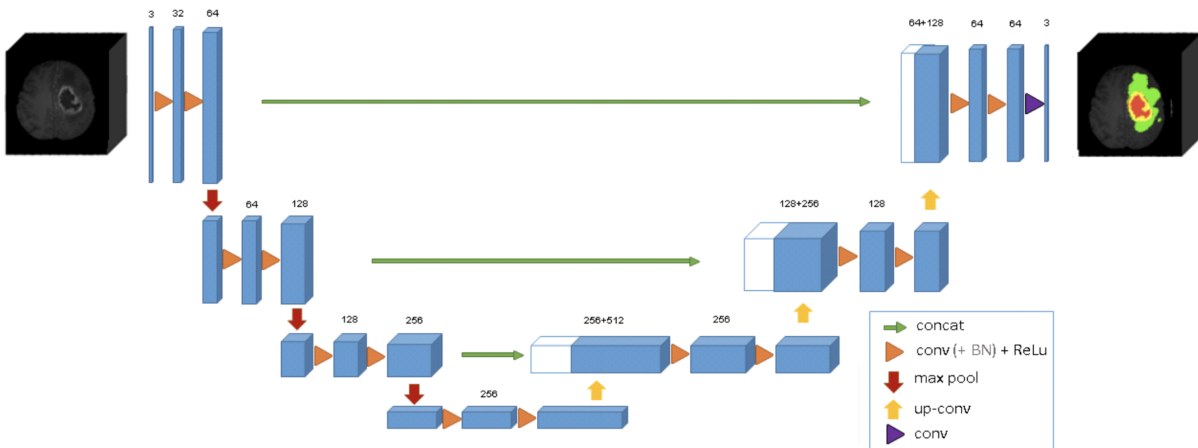 3 32 64
64+128 64 64 3
64 128
128+256 128
128 256
256+512 256
256
concat
conv (+ BN) + ReLu
max pool
up-conv
conv